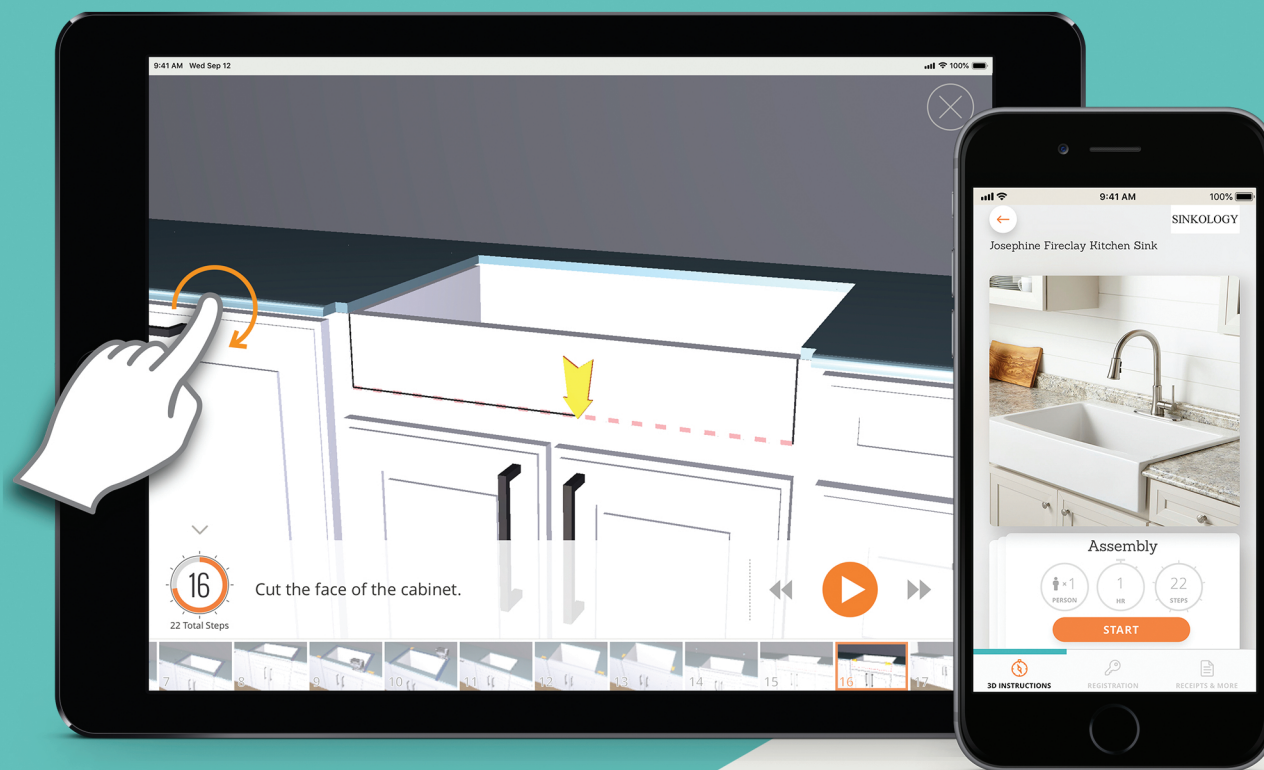 9:41 AM Wed Sep 12
100%
16
22 Total Steps
Cut the face of the cabinet.
7
8
9
10
11
12
13
14
15
16
17
9:41 AM
100%
SINKOLOGY
Josephine Fireclay Kitchen Sink
Assembly
×1
PERSON
1
HR
22
STEPS
START
3D INSTRUCTIONS
REGISTRATION
RECEIPTS & MORE